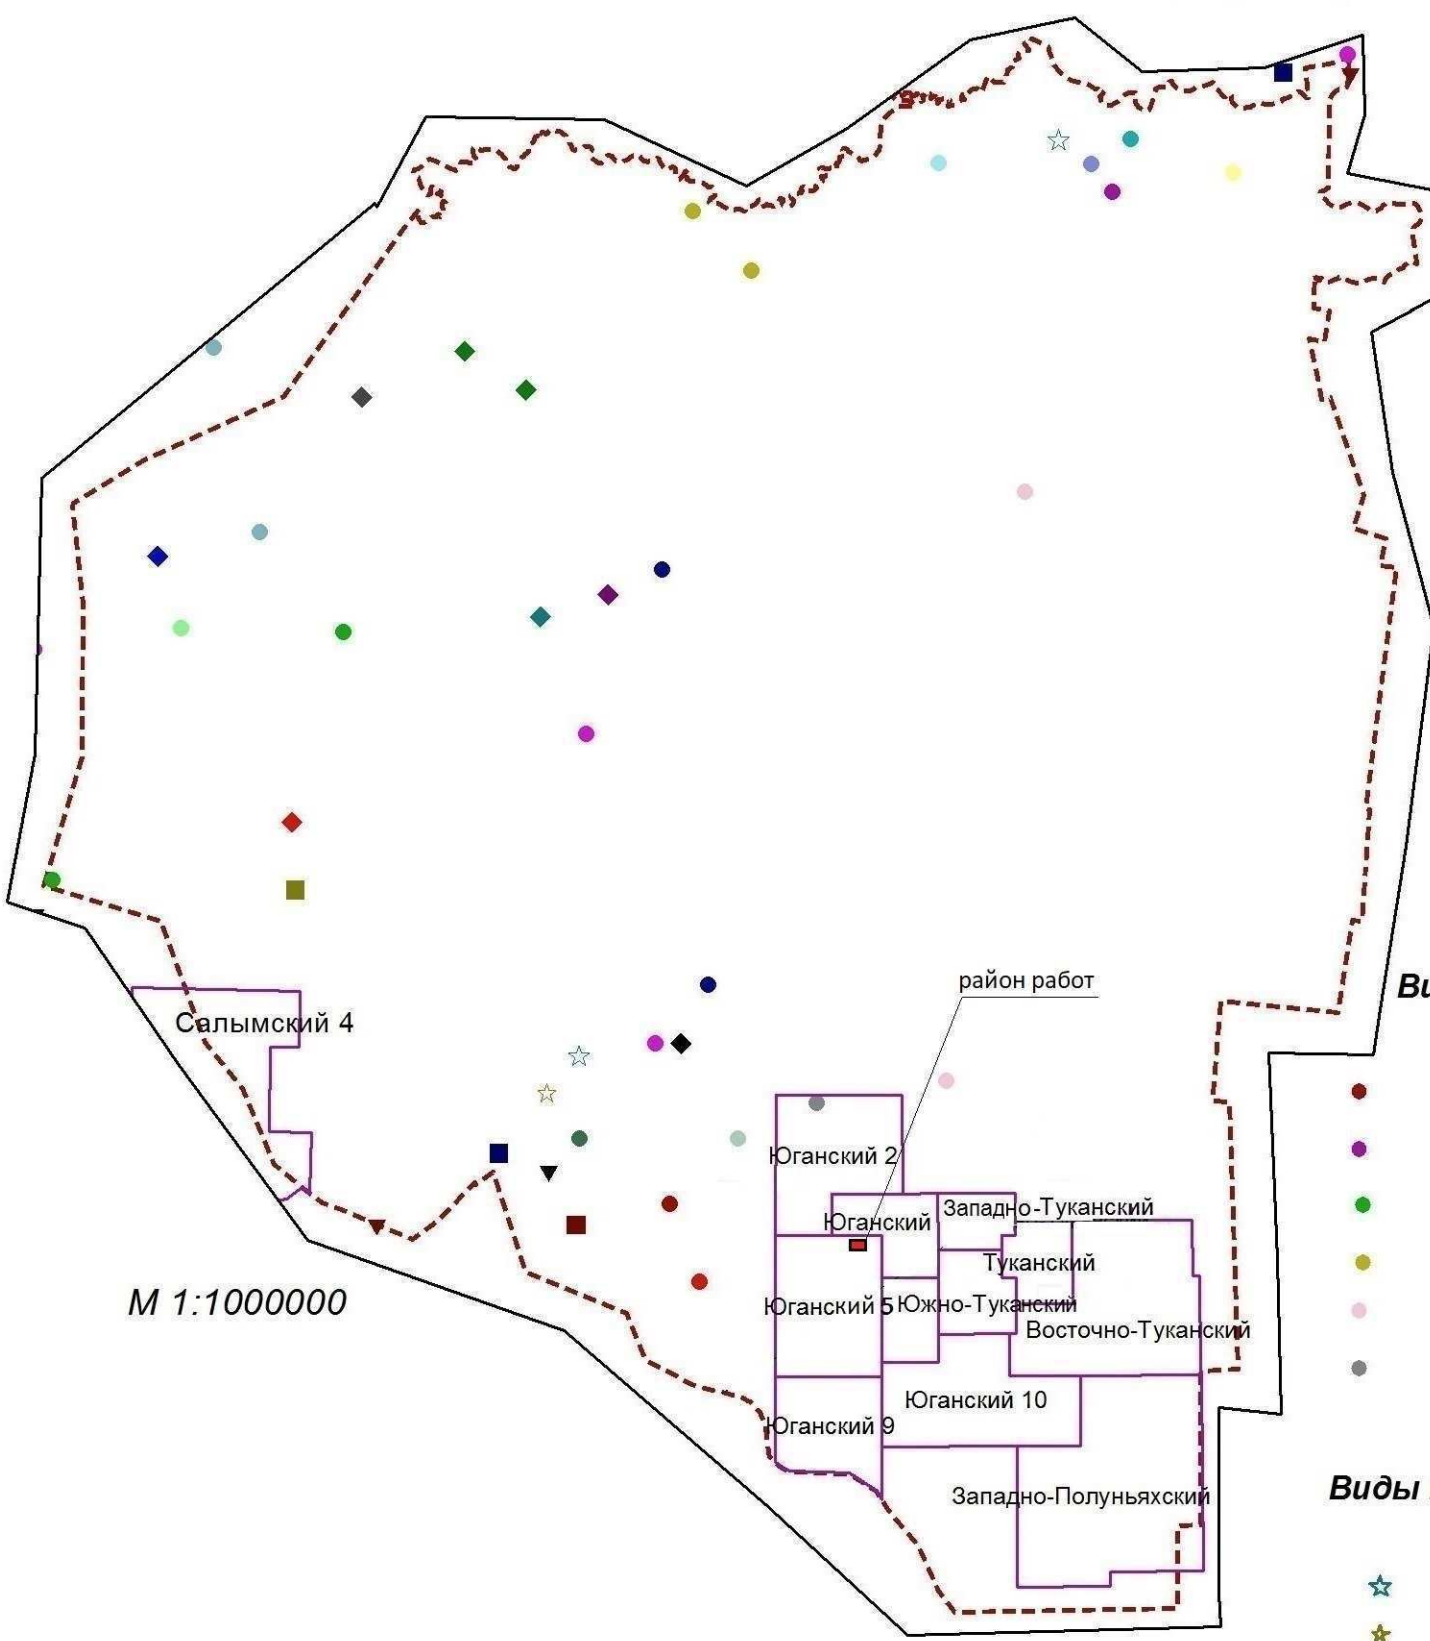 район работ
Ви
Салымский 4
Юганский 2
Западно-Туканский
Юганский
Туканский
М 1:1000000
Юганский 5
Южно-Туканский
Восточно-Туканский
Юганский 10
Юганский 9
Виды
Западно-Полуньяхский